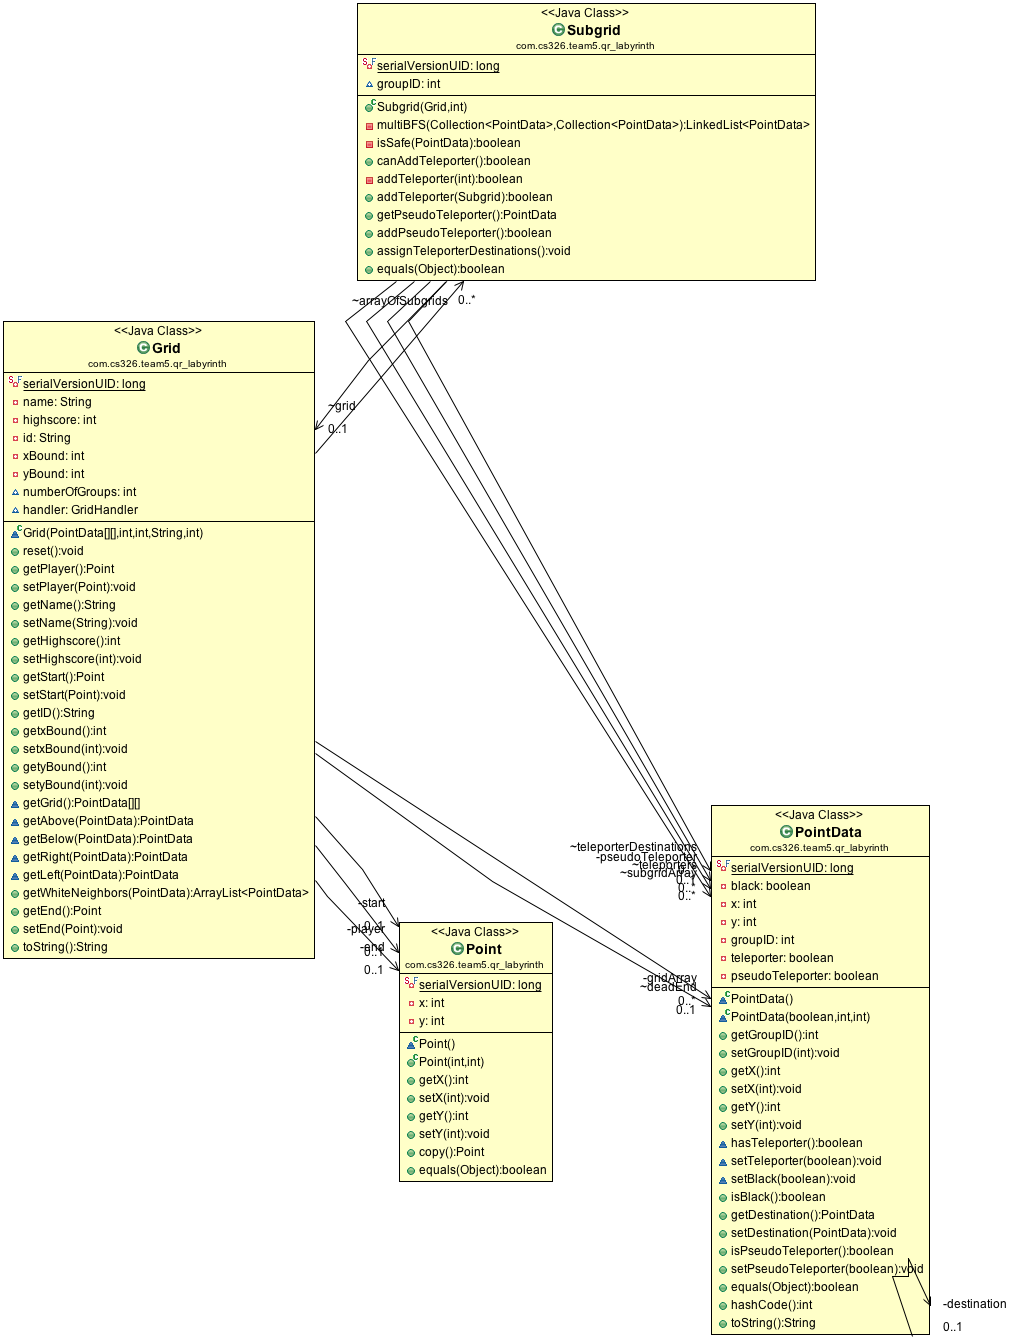 <<Java Class>>
Subgrid
com.cs326.team5.qr_labyrinth
serialVersionUID: long
groupID: int
Subgrid(Grid,int)
multiBFS(Collection<PointData>,Collection<PointData>):LinkedList<PointData>
isSafe(PointData):boolean
canAddTeleporter():boolean
addTeleporter(int):boolean
addTeleporter(Subgrid):boolean
getPseudoTeleporter():PointData
addPseudoTeleporter():boolean
assignTeleporterDestinations():void
equals(Object):boolean
~arrayOfSubgrids
0..*
<<Java Class>>
Grid
com.cs326.team5.qr_labyrinth
serialVersionUID: long
name: String
highscore: int
id: String
xBound: int
yBound: int
numberOfGroups: int
handler: GridHandler
Grid(PointData[][],int,int,String,int)
reset():void
getPlayer():Point
setPlayer(Point):void
getName():String
setName(String):void
getHighscore():int
setHighscore(int):void
getStart():Point
setStart(Point):void
getID():String
getxBound():int
setxBound(int):void
getyBound():int
setyBound(int):void
getGrid():PointData[][]
getAbove(PointData):PointData
getBelow(PointData):PointData
getRight(PointData):PointData
getLeft(PointData):PointData
getWhiteNeighbors(PointData):ArrayList<PointData>
getEnd():Point
setEnd(Point):void
toString():String
~grid
0..1
-start
0..1
-player
0..1
-end
0..1
<<Java Class>>
Point
com.cs326.team5.qr_labyrinth
serialVersionUID: long
x: int
y: int
Point()
Point(int,int)
getX():int
setX(int):void
getY():int
setY(int):void
copy():Point
equals(Object):boolean
~teleporterDestinations
-pseudoTeleporter
~teleporters
~subgridArray
0..*
0..1
0..*
0..*
-gridArray
~deadEnd
0..*
0..1
<<Java Class>>
PointData
com.cs326.team5.qr_labyrinth
serialVersionUID: long
black: boolean
x: int
y: int
groupID: int
teleporter: boolean
pseudoTeleporter: boolean
PointData()
PointData(boolean,int,int)
getGroupID():int
setGroupID(int):void
getX():int
setX(int):void
getY():int
setY(int):void
hasTeleporter():boolean
setTeleporter(boolean):void
setBlack(boolean):void
isBlack():boolean
getDestination():PointData
setDestination(PointData):void
isPseudoTeleporter():boolean
setPseudoTeleporter(boolean):void
equals(Object):boolean
hashCode():int
toString():String
-destination
0..1